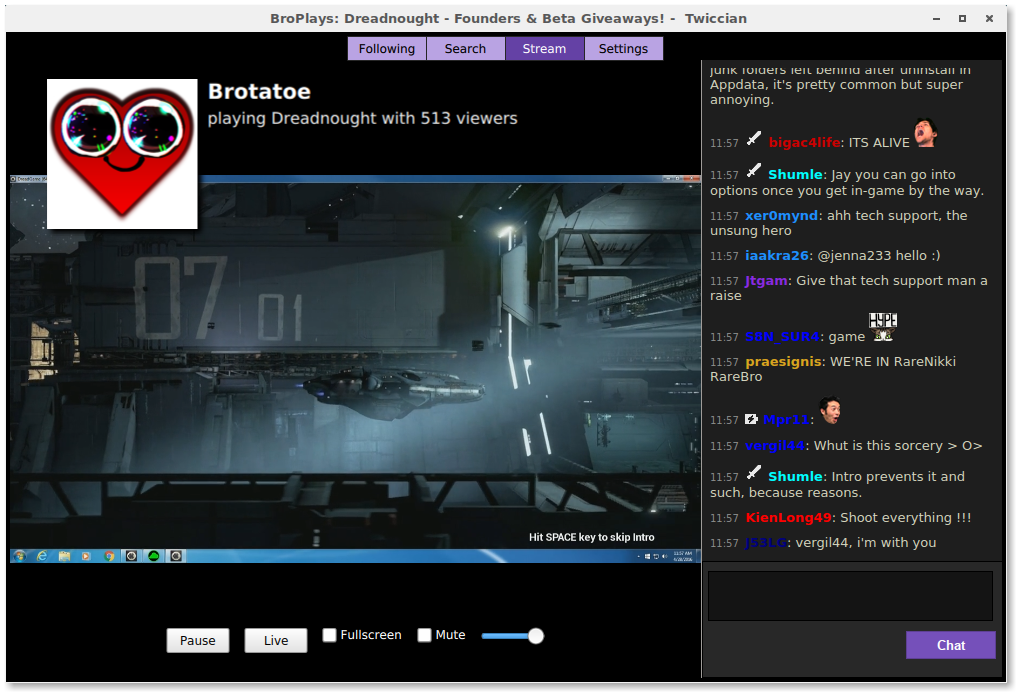 BroPlays: Dreadnought - Founders & Beta Giveaways! - Twiccian
Following
Search
Stream
Settings
Brotatoe
playing Dreadnought with 513 viewers
07
01
Hit SPACE key to skip Intro
11:57 AM
Pause
Live
Fullscreen
Mute
junk folders left behind after uninstall in
Appdata, it's pretty common but super
annoying.
11:57 bigac4life: ITS ALIVE
11:57 Shumle: Jay you can go into
options once you get in-game by the way.
11:57 xer0mynd: ahh tech support, the
unsung hero
11:57 iaakra26: @jenna233 hello :)
11:57 Jtgam: Give that tech support man a
raise
11:57 SBN_SUR4: game HYPE
11:57 praesignis: WE'RE IN RareNikki
RareBro
11:57 Mpr11:
11:57 vergil44: Whut is this sorcery > O>
11:57 Shumle: Intro prevents it and
such, because reasons.
11:57 KienLong49: Shoot everything !!!
11:57 J53LG: vergil44, i'm with you
Chat